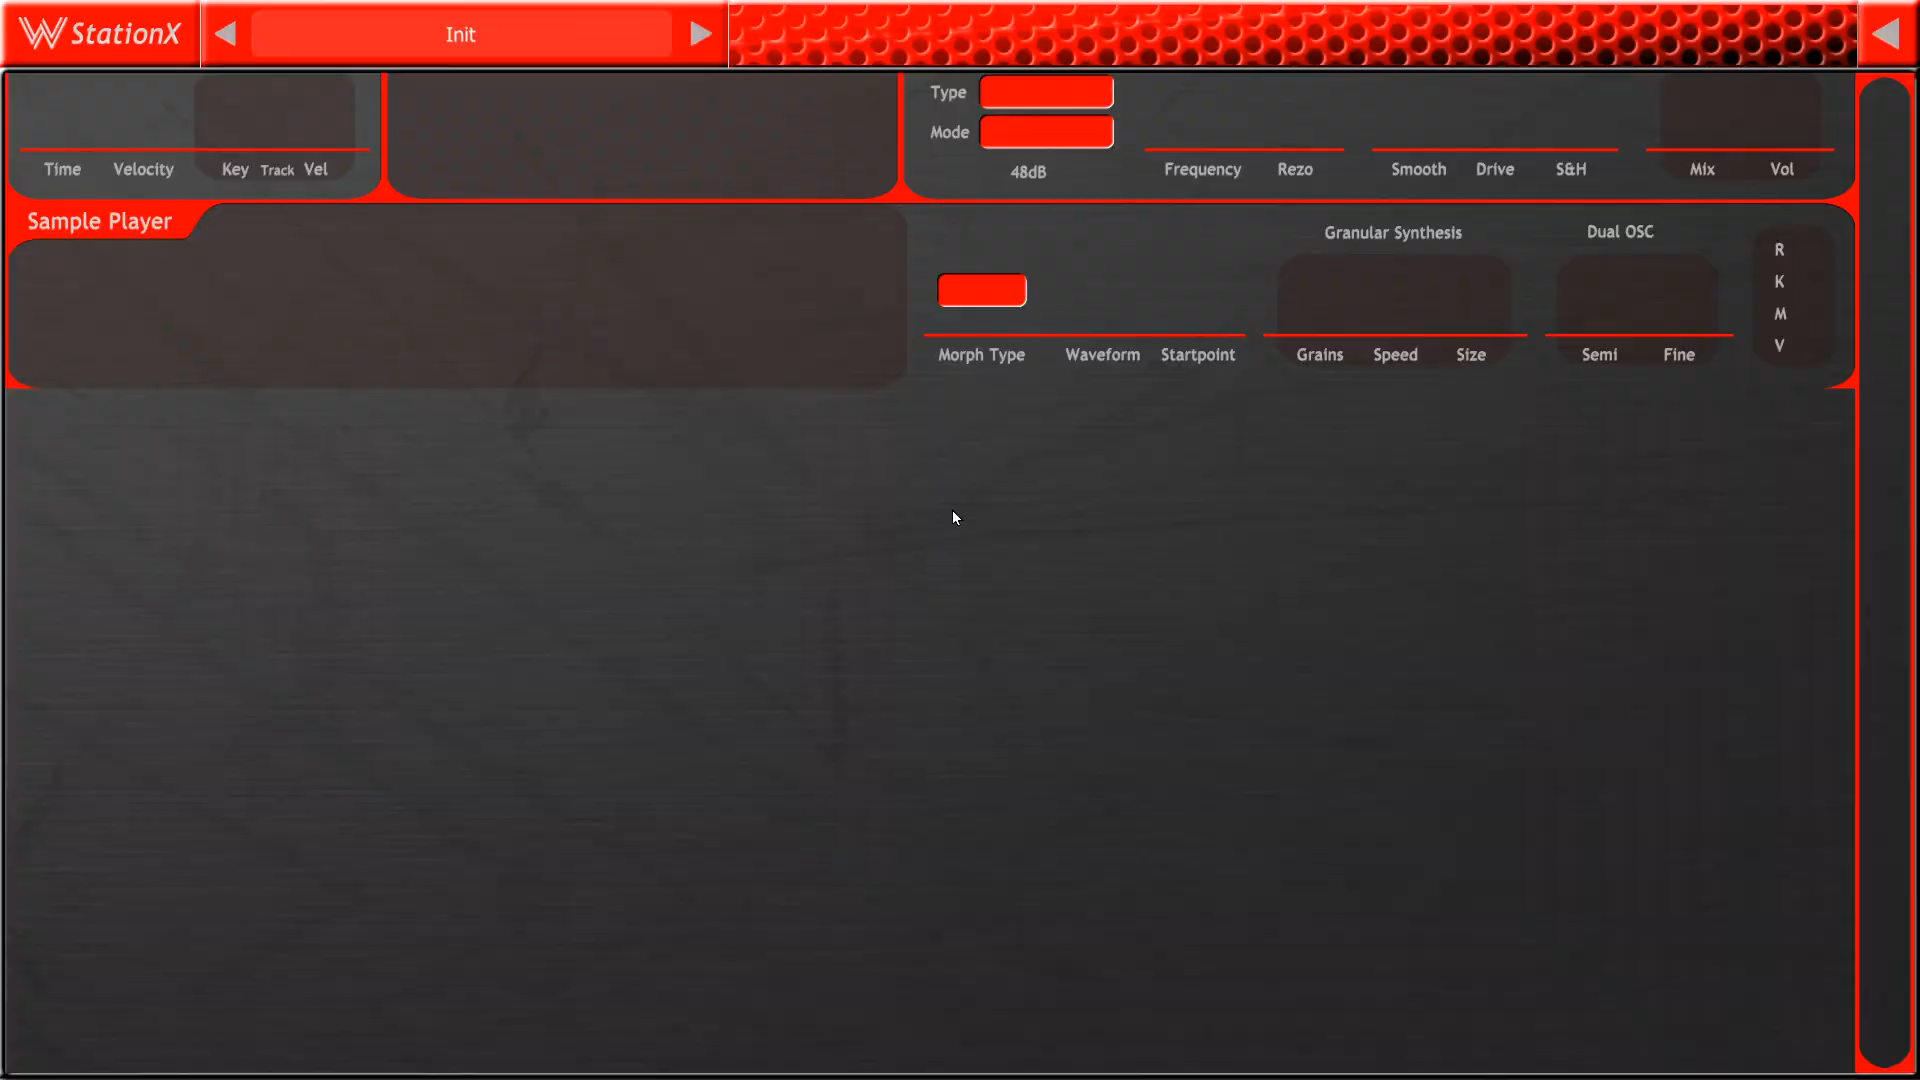 StationX
Init
Type
Mode
48dB
Time Velocity Key Track Vel
Frequency Rezo Smooth Drive S&H Mix Vol
Sample Player
Granular Synthesis Dual OSC
R
K
M
V
Morph Type Waveform Startpoint Grains Speed Size Semi Fine